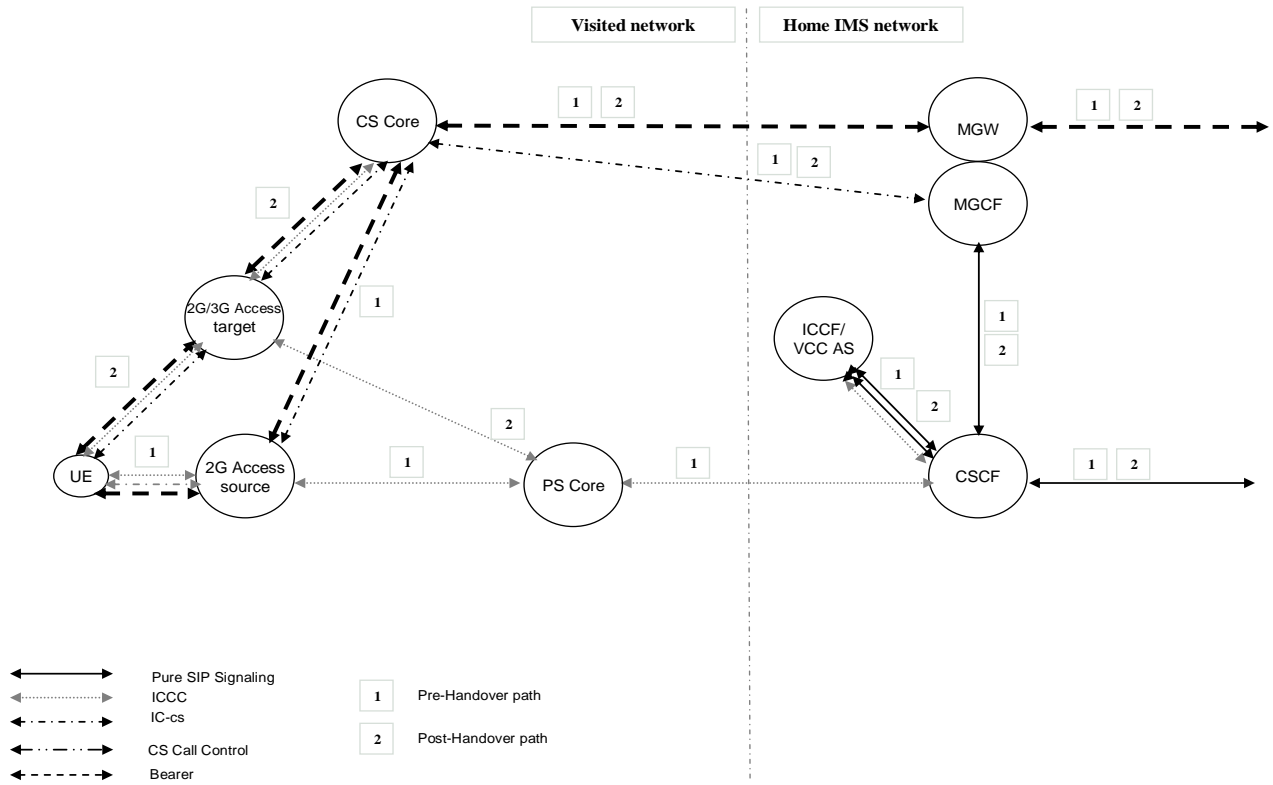 Visited network
Home IMS network
CS Core
1 2
MGW
1 2
1 2
MGCF
2
2G/3G Access
target
1
1
2
ICCF/
VCC AS
2
1
2
2
1
UE
2G Access
source
1
PS Core
1
CSCF
1 2
Pure SIP Signaling
ICCC
IC-cs
CS Call Control
Bearer
1 Pre-Handover path
2 Post-Handover path